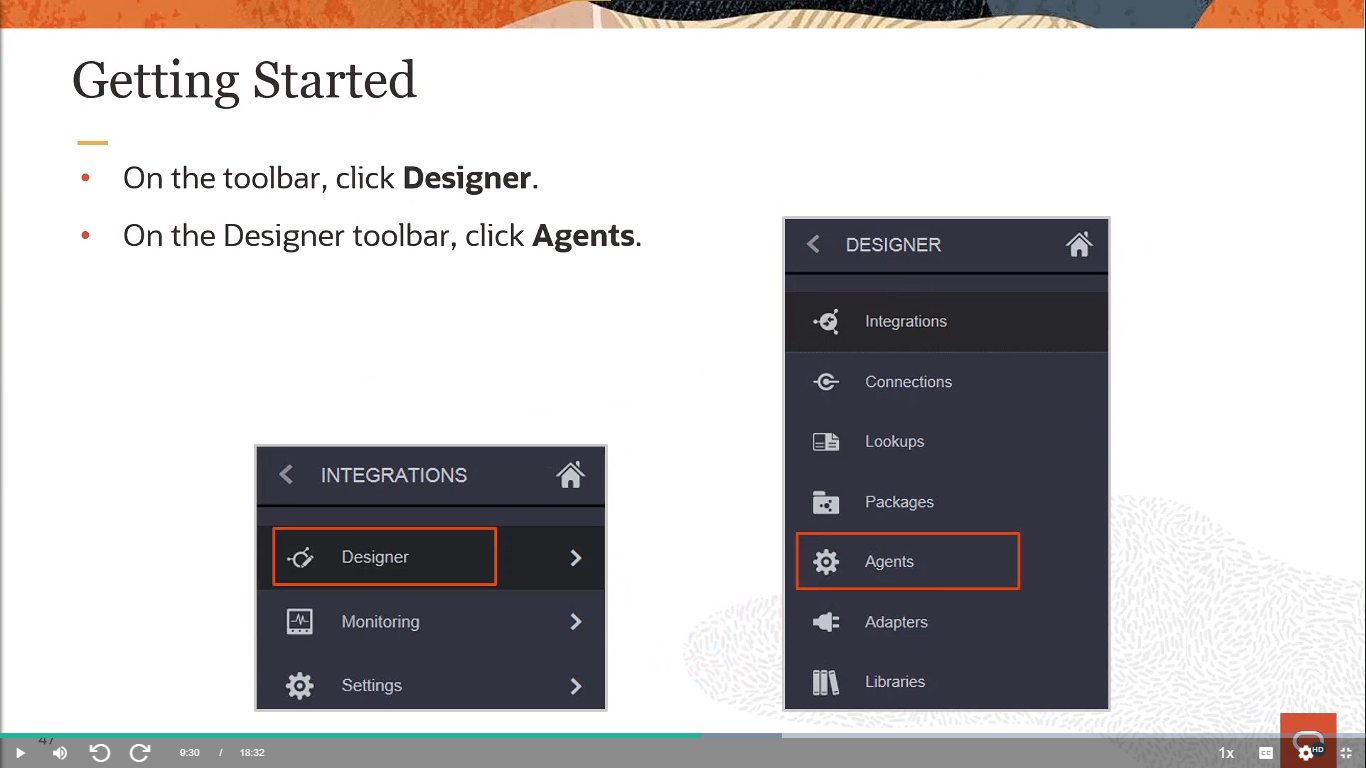 Getting Started
• On the toolbar, click Designer.
• On the Designer toolbar, click Agents.
INTEGRATIONS
Designer
Monitoring
Settings
DESIGNER
Integrations
Connections
Lookups
Packages
Agents
Adapters
Libraries
47
9:30 / 18:32
1x
CC
HD